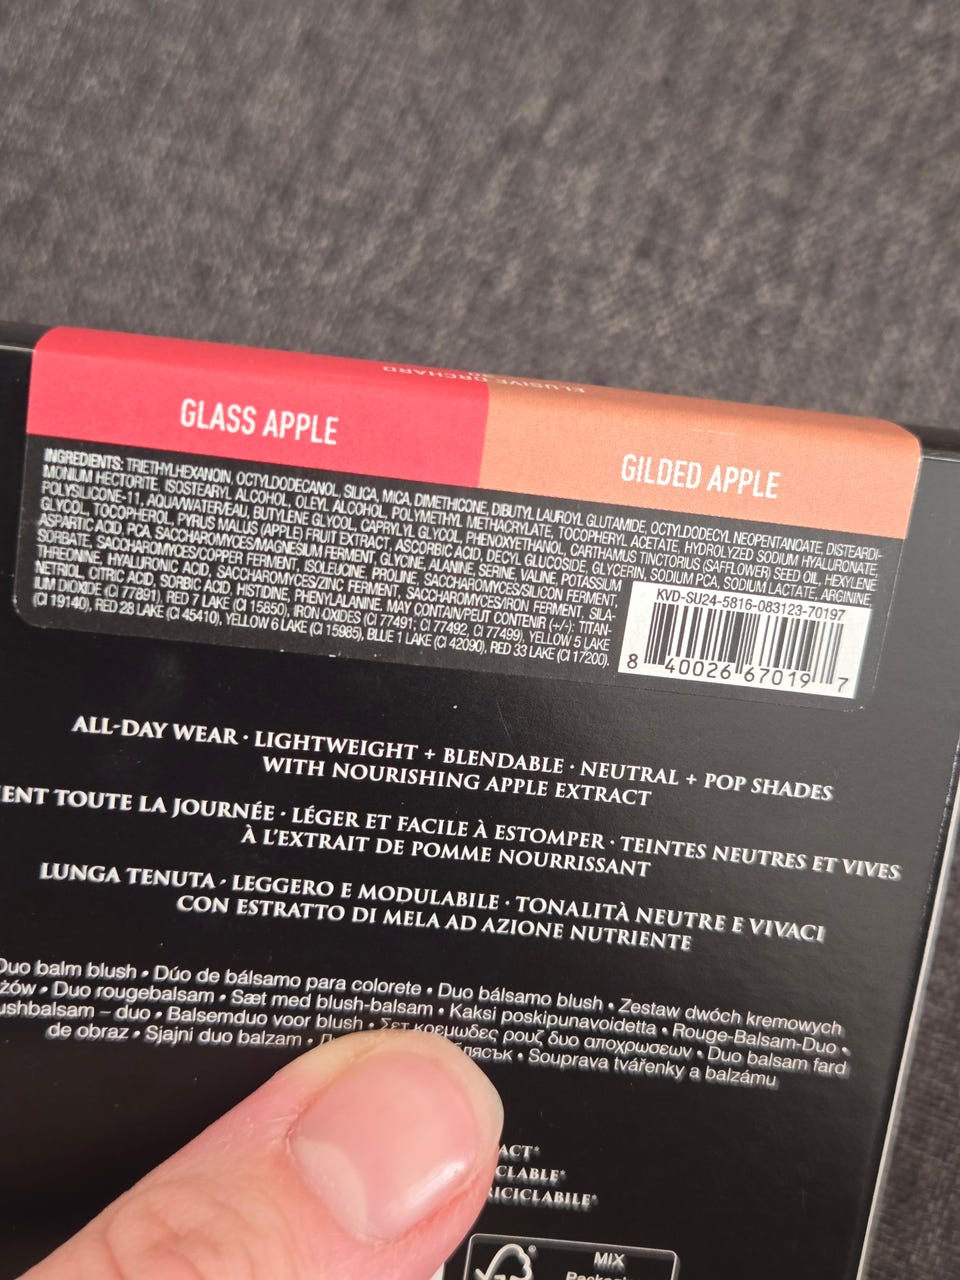 ELUSIVE ORCHARD
GLASS APPLE
GILDED APPLE
INGREDIENTS: TRIETHYLHEXANOIN, OCTYLDODECANOL, SILICA, MICA, DIMETHICONE, DIBUTYL LAUROYL GLUTAMIDE, OCTYLDODECYL NEOPENTANOATE, DISTEARDI-
MONIUM HECTORITE, ISOSTEARYL ALCOHOL, OLEYL ALCOHOL, POLYMETHYL METHACRYLATE, TOCOPHERYL ACETATE, HYDROLYZED SODIUM HYALURONATE,
POLYSILICONE-11, AQUA/WATER/EAU, BUTYLENE GLYCOL, CAPRYLYL GLYCOL, PHENOXYETHANOL, CARTHAMUS TINCTORIUS (SAFFLOWER) SEED OIL, HEXYLENE
GLYCOL, TOCOPHEROL, PYRUS MALUS (APPLE) FRUIT EXTRACT, ASCORBIC ACID, DECYL GLUCOSIDE, GLYCERIN, SODIUM PCA, SODIUM LACTATE, ARGININE,
ASPARTIC ACID, PCA, SACCHAROMYCES/MAGNESIUM FERMENT, GLYCINE, ALANINE, SERINE, VALINE, POTASSIUM
SORBATE, SACCHAROMYCES/COPPER FERMENT, ISOLEUCINE, PROLINE, SACCHAROMYCES/SILICON FERMENT,
THREONINE, HYALURONIC ACID, SACCHAROMYCES/ZINC FERMENT, SACCHAROMYCES/IRON FERMENT, SILA-
NETRIOL, CITRIC ACID, SORBIC ACID, HISTIDINE, PHENYLALANINE, MAY CONTAIN/PEUT CONTENIR (+/-): TITAN-
IUM DIOXIDE (CI 77891), RED 7 LAKE (CI 15850), IRON OXIDES (CI 77491; CI 77492, CI 77499), YELLOW 5 LAKE
(CI 19140), RED 28 LAKE (CI 45410), YELLOW 6 LAKE (CI 15985), BLUE 1 LAKE (CI 42090), RED 33 LAKE (CI 17200).
KVD-SU24-5816-083123-70197
8 40026 67019 7
ALL-DAY WEAR · LIGHTWEIGHT + BLENDABLE · NEUTRAL + POP SHADES
WITH NOURISHING APPLE EXTRACT
IENT TOUTE LA JOURNÉE · LÉGER ET FACILE À ESTOMPER · TEINTES NEUTRES ET VIVES
À L'EXTRAIT DE POMME NOURRISSANT
LUNGA TENUTA · LEGGERO E MODULABILE · TONALITÀ NEUTRE E VIVACI
CON ESTRATTO DI MELA AD AZIONE NUTRIENTE
Duo balm blush • Dúo de bálsamo para colorete • Duo bálsamo blush • Zestaw dwóch kremowych
żów • Duo rougebalsam • Sæt med blush-balsam • Kaksi poskipunavoidetta • Rouge-Balsam-Duo •
ushbalsam – duo • Balsemduo voor blush • Σετ κρεμώδες ρουζ δυο αποχρωσεων • Duo balsam fard
de obraz • Sjajni duo balzam • блясък • Souprava tvářenky a balzámu
ACT*
CLABLE*
RICICLABILE*
MIX